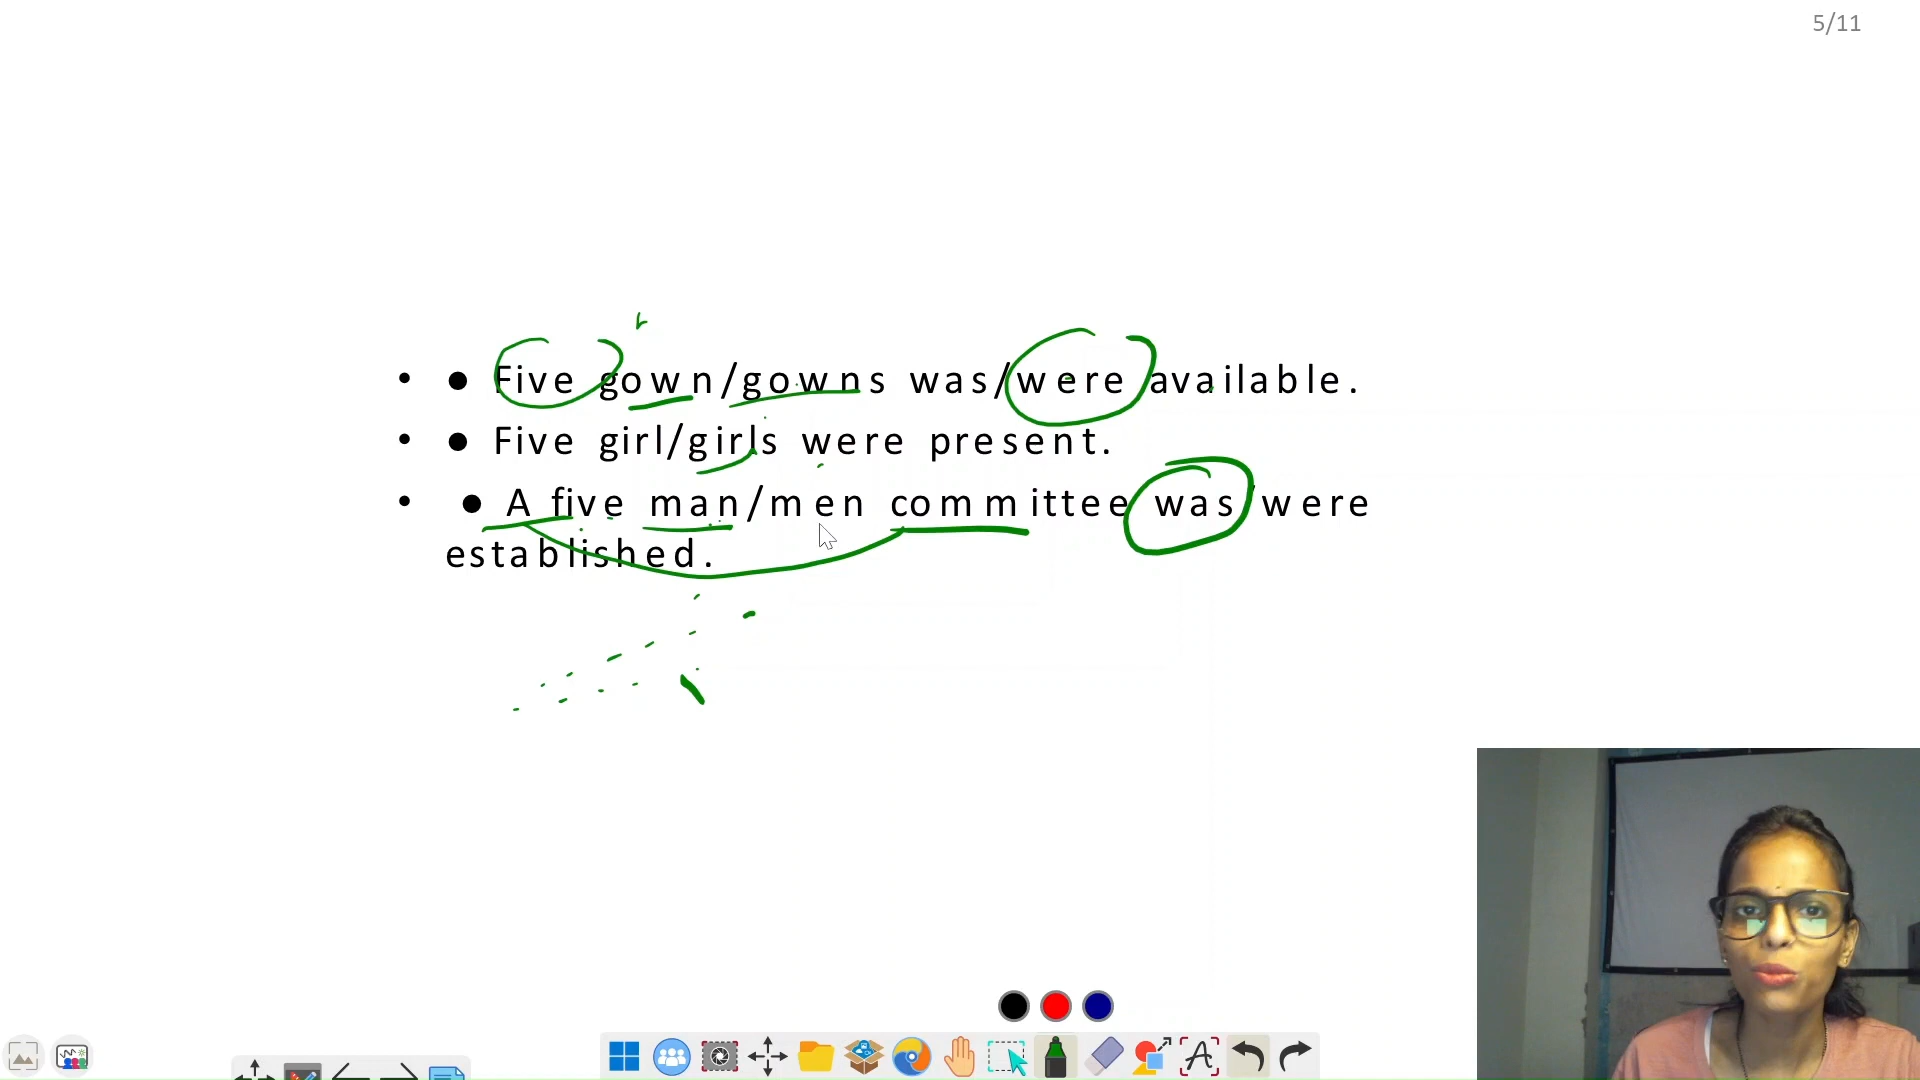 5/11
• ● Five gown/gowns was/were available.
• ● Five girl/girls were present.
• ● A five man/men committee was/were
established.